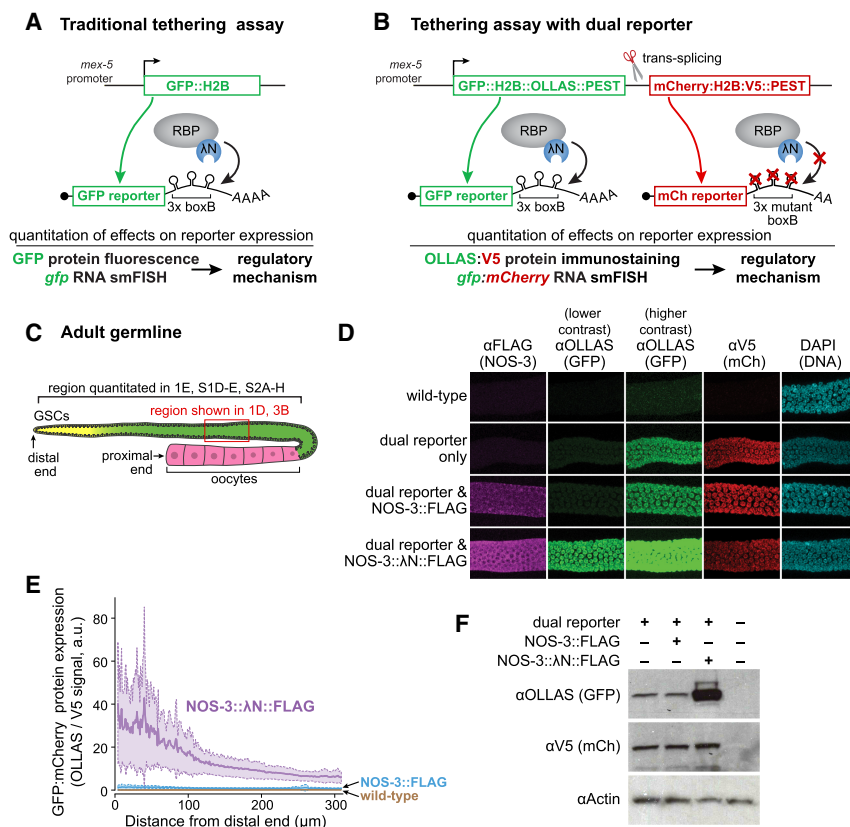 A Traditional tethering assay
mex-5
promoter
GFP::H2B
RBP
λN
GFP reporter
3x boxB
AAAA
quantitation of effects on reporter expression
GFP protein fluorescence
gfp RNA smFISH
regulatory
mechanism
B Tethering assay with dual reporter
mex-5
promoter
trans-splicing
GFP::H2B::OLLAS::PEST
mCherry:H2B:V5::PEST
RBP
λN
GFP reporter
3x boxB
AAAA
RBP
λN
mCh reporter
3x mutant
boxB
AA
quantitation of effects on reporter expression
OLLAS:V5 protein immunostaining
gfp:mCherry RNA smFISH
regulatory
mechanism
C Adult germline
region quantitated in 1E, S1D-E, S2A-H
GSCs
region shown in 1D, 3B
distal
end
proximal
end
oocytes
D
αFLAG
(NOS-3)
(lower
contrast)
αOLLAS
(GFP)
(higher
contrast)
αOLLAS
(GFP)
αV5
(mCh)
DAPI
(DNA)
wild-type
dual reporter
only
dual reporter &
NOS-3::FLAG
dual reporter &
NOS-3::λN::FLAG
E
GFP:mCherry protein expression
(OLLAS / V5 signal, a.u.)
80
60
40
20
0
NOS-3::λN::FLAG
NOS-3::FLAG
wild-type
0 100 200 300
Distance from distal end (μm)
F
dual reporter + + + –
NOS-3::FLAG – + – –
NOS-3::λN::FLAG – – + –
αOLLAS (GFP)
αV5 (mCh)
αActin